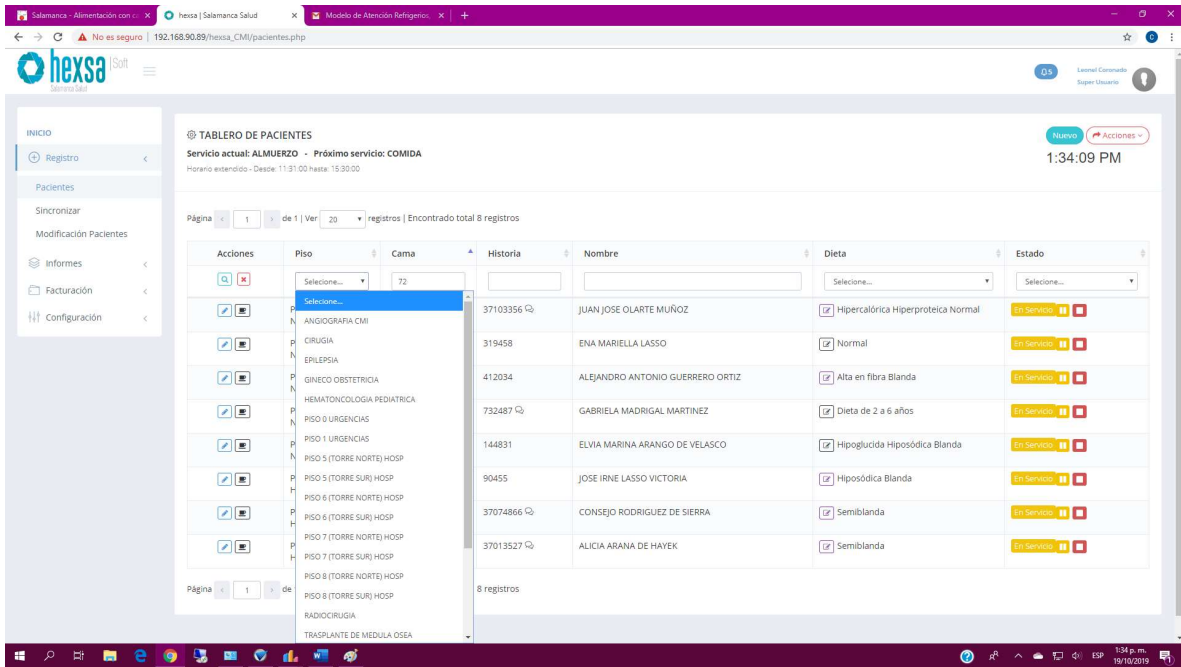 Salamanca - Alimentación con c
hexsa | Salamanca Salud
Modelo de Atención Refrigerios,
No es seguro | 192.168.90.89/hexsa_CMI/pacientes.php
C
hexsa |Soft
Salamanca Salud
05
Leonel Coronado
Super Usuario
INICIO
Registro
Pacientes
Sincronizar
Modificación Pacientes
Informes
Facturación
Configuración
TABLERO DE PACIENTES
Nuevo
Acciones
Servicio actual: ALMUERZO - Próximo servicio: COMIDA
1:34:09 PM
Horario extendido - Desde: 11:31:00 hasta: 15:30:00
Página 1 de 1 | Ver 20 registros | Encontrado total 8 registros
Acciones Piso Cama Historia Nombre Dieta Estado
Selecione... 72 Selecione... Selecione...
Selecione...
ANGIOGRAFIA CMI
CIRUGIA
EPILEPSIA
GINECO OBSTETRICIA
HEMATONCOLOGIA PEDIATRICA
PISO 0 URGENCIAS
PISO 1 URGENCIAS
PISO 5 (TORRE NORTE) HOSP
PISO 5 (TORRE SUR) HOSP
PISO 6 (TORRE NORTE) HOSP
PISO 6 (TORRE SUR) HOSP
PISO 7 (TORRE NORTE) HOSP
PISO 7 (TORRE SUR) HOSP
PISO 8 (TORRE NORTE) HOSP
PISO 8 (TORRE SUR) HOSP
RADIOCIRUGIA
TRASPLANTE DE MEDULA OSEA
37103356 JUAN JOSE OLARTE MUÑOZ Hipercalórica Hiperproteíca Normal En Servicio
319458 ENA MARIELLA LASSO Normal En Servicio
412034 ALEJANDRO ANTONIO GUERRERO ORTIZ Alta en fibra Blanda En Servicio
732487 GABRIELA MADRIGAL MARTINEZ Dieta de 2 a 6 años En Servicio
144831 ELVIA MARINA ARANGO DE VELASCO Hipoglucida Hiposódica Blanda En Servicio
90455 JOSE IRNE LASSO VICTORIA Hiposódica Blanda En Servicio
37074866 CONSEJO RODRIGUEZ DE SIERRA Semiblanda En Servicio
37013527 ALICIA ARANA DE HAYEK Semiblanda En Servicio
Página 1 de 8 registros
ESP
1:34 p. m.
19/10/2019